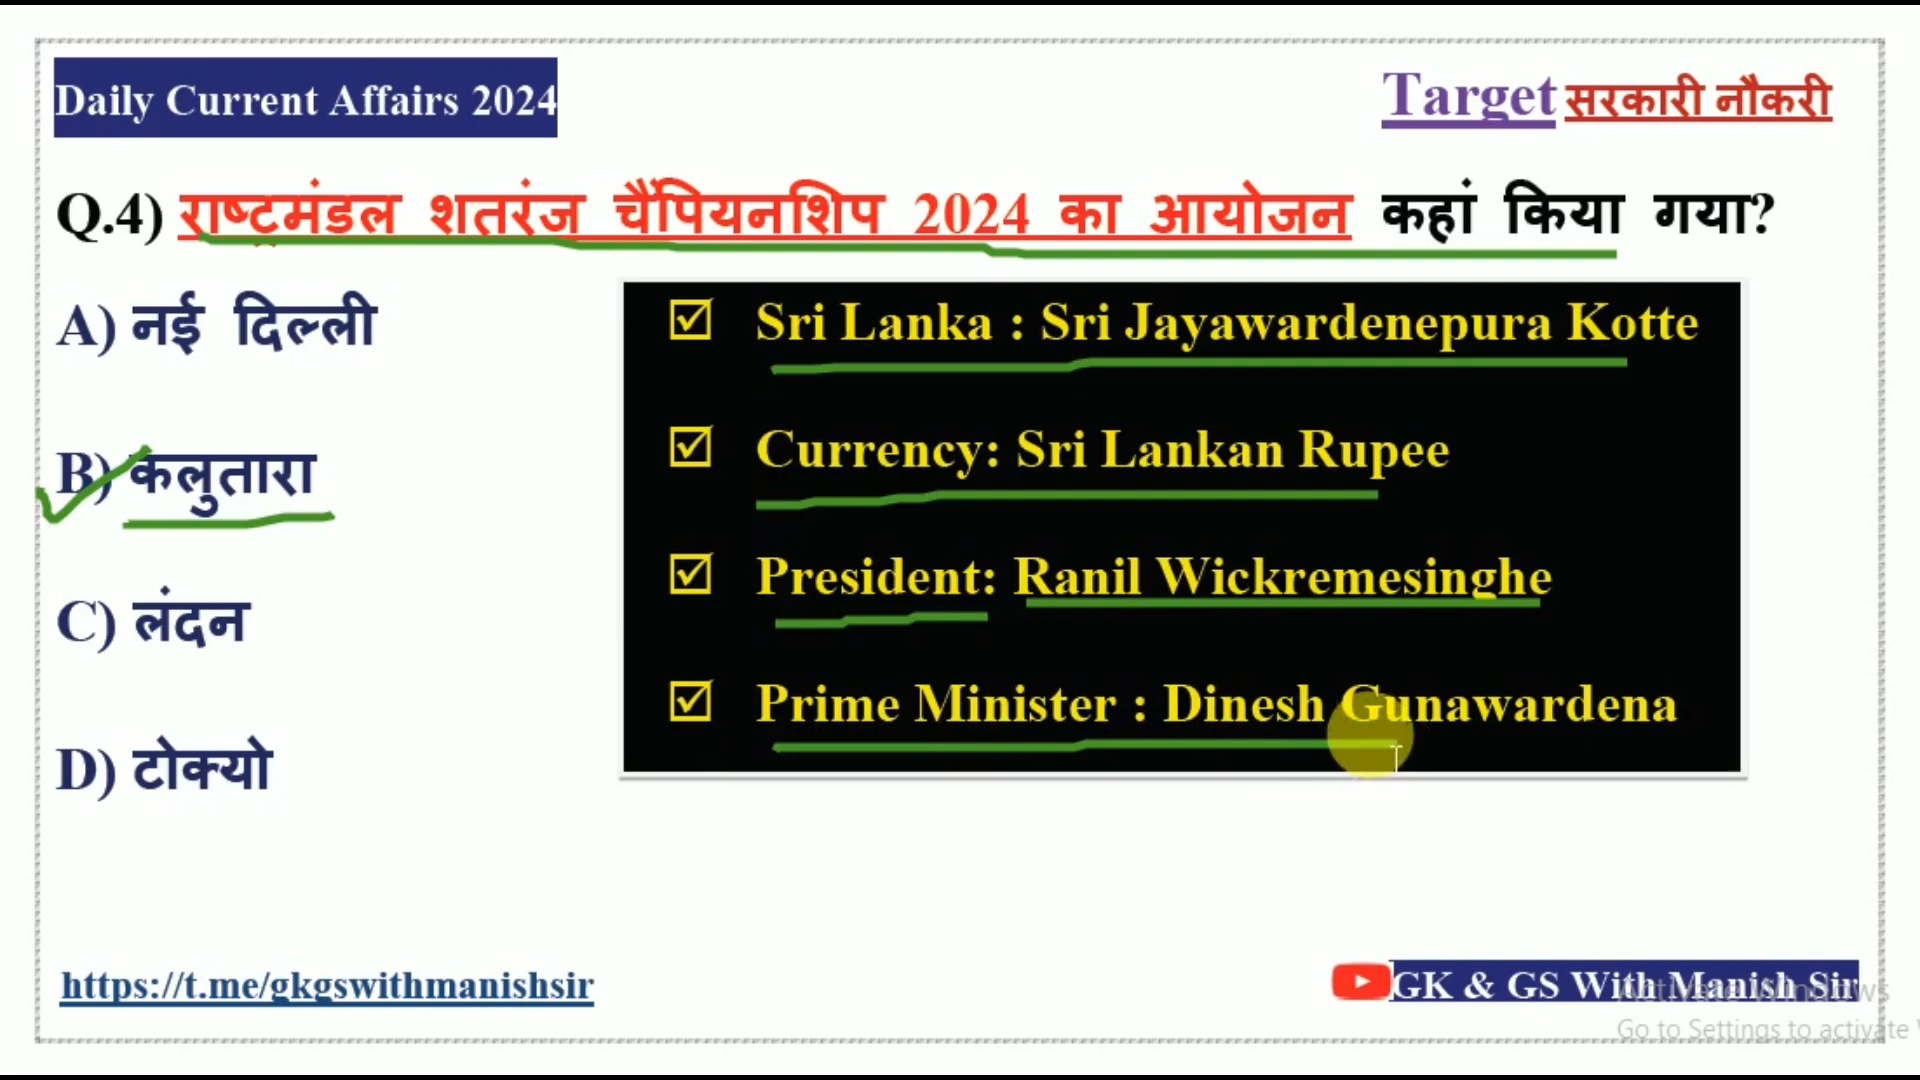 Daily Current Affairs 2024
Target सरकारी नौकरी
Q.4) राष्ट्रमंडल शतरंज चैंपियनशिप 2024 का आयोजन कहां किया गया?
A) नई दिल्ली
B) कलुतारा
C) लंदन
D) टोक्यो
Sri Lanka : Sri Jayawardenepura Kotte
Currency: Sri Lankan Rupee
President: Ranil Wickremesinghe
Prime Minister : Dinesh Gunawardena
https://t.me/gkgswithmanishsir
GK & GS With Manish Sir
Activate Windows
Go to Settings to activate W